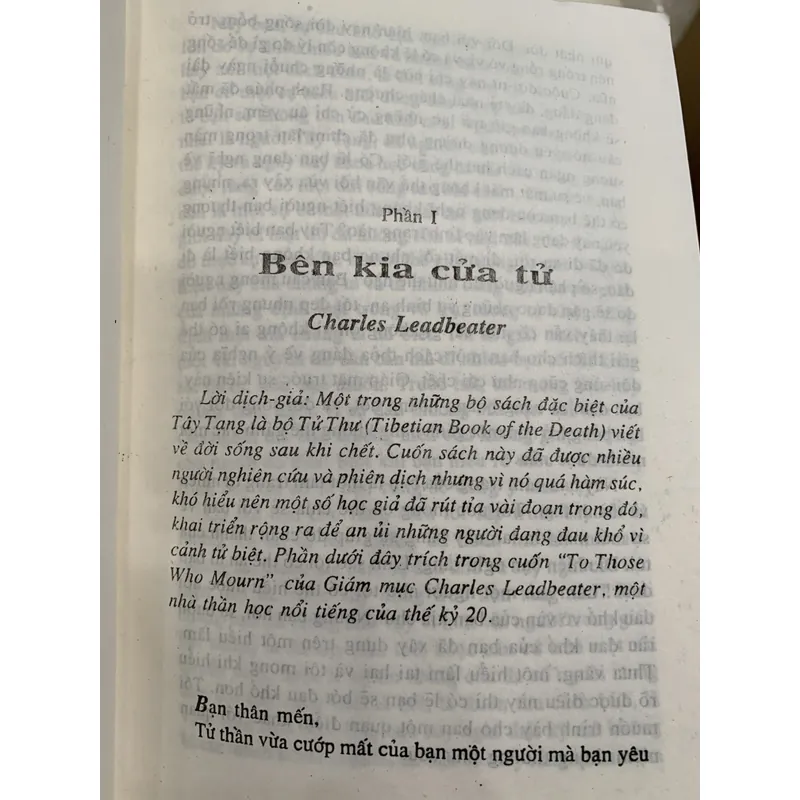 Phần I
Bên kia cửa tử
Charles Leadbeater
Lời dịch-giả: Một trong những bộ sách đặc biệt của
Tây Tạng là bộ Tử Thư (Tibetian Book of the Death) viết
về đời sống sau khi chết. Cuốn sách này đã được nhiều
người nghiên cứu và phiên dịch nhưng vì nó quá hàm súc,
khó hiểu nên một số học giả đã rút tỉa vài đoạn trong đó,
khai triển rộng ra để an ủi những người đang đau khổ vì
cảnh tử biệt. Phần dưới đây trích trong cuốn “To Those
Who Mourn” của Giám mục Charles Leadbeater, một
nhà thần học nổi tiếng của thế kỷ 20.
Bạn thân mến,
Tử thần vừa cướp mất của bạn một người mà bạn yêu